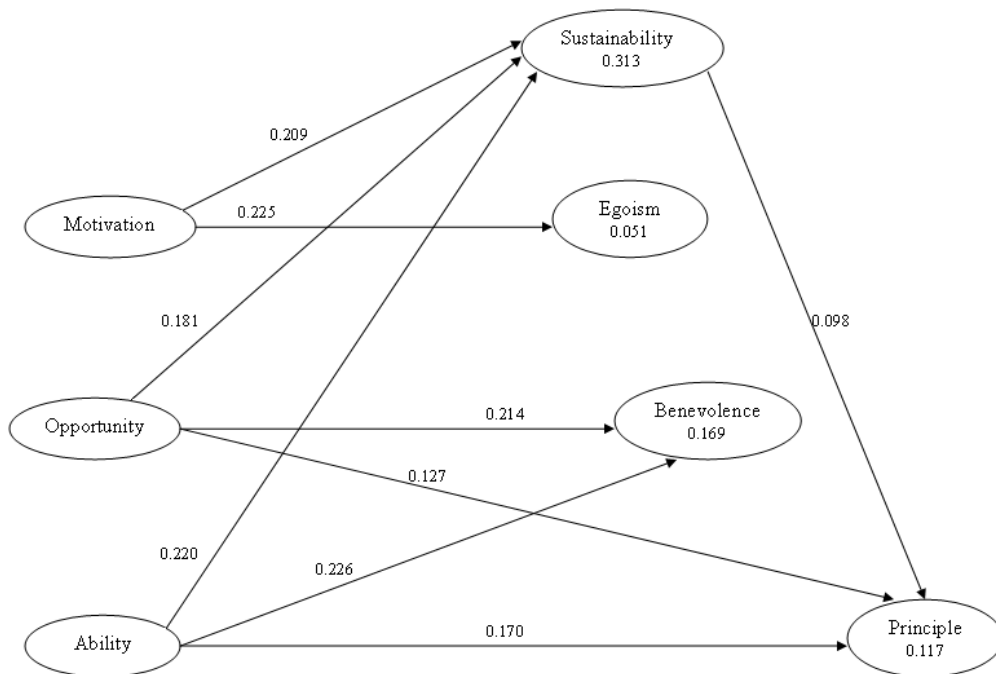 Sustainability
0.313
0.209
Motivation
0.225
Egoism
0.051
0.181
0.098
Opportunity
0.214
Benevolence
0.169
0.127
0.220
0.226
Ability
0.170
Principle
0.117